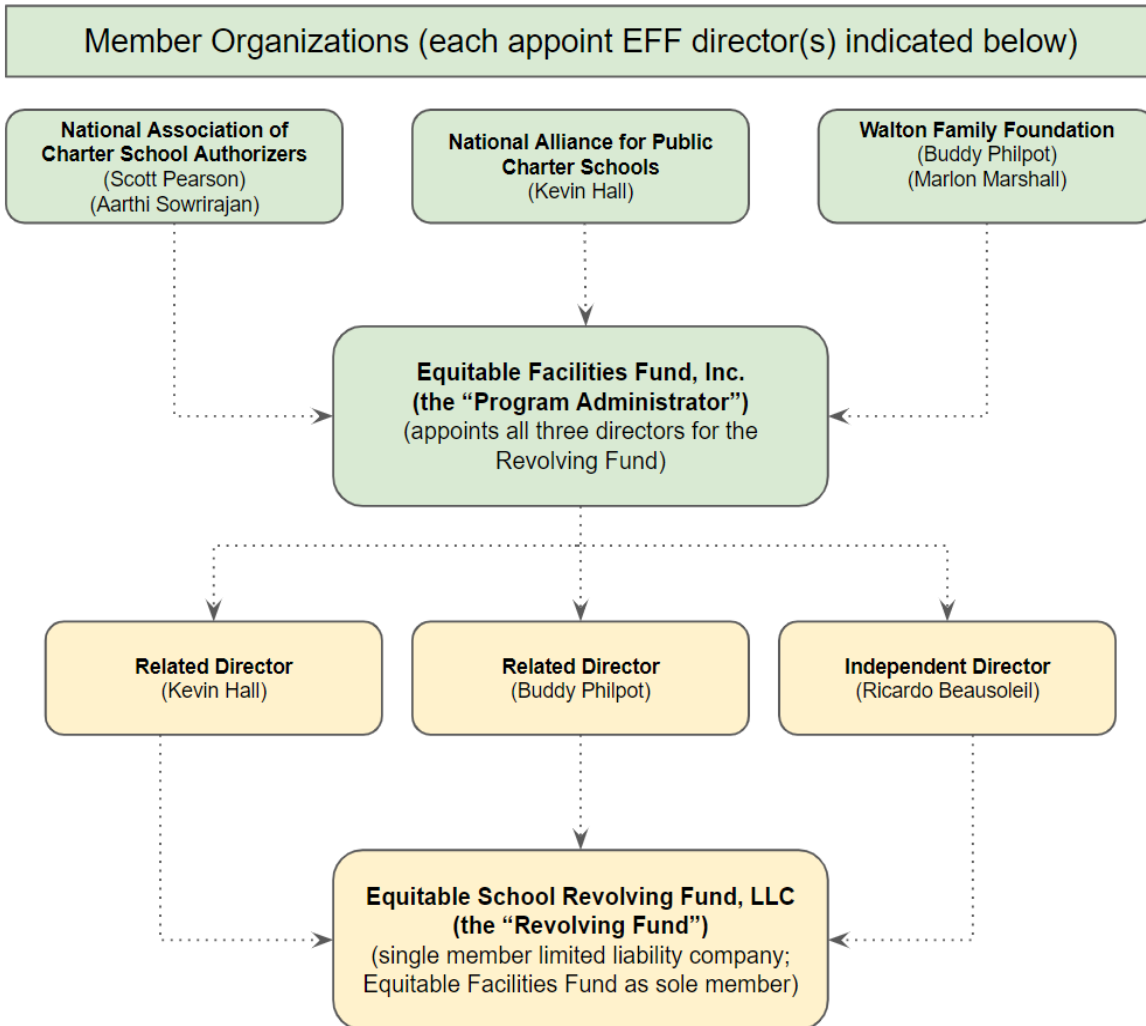 Member Organizations (each appoint EFF director(s) indicated below)
National Association of
Charter School Authorizers
(Scott Pearson)
(Aarthi Sowrirajan)
National Alliance for Public
Charter Schools
(Kevin Hall)
Walton Family Foundation
(Buddy Philpot)
(Marlon Marshall)
Equitable Facilities Fund, Inc.
(the “Program Administrator”)
(appoints all three directors for the
Revolving Fund)
Related Director
(Kevin Hall)
Related Director
(Buddy Philpot)
Independent Director
(Ricardo Beausoleil)
Equitable School Revolving Fund, LLC
(the “Revolving Fund”)
(single member limited liability company;
Equitable Facilities Fund as sole member)